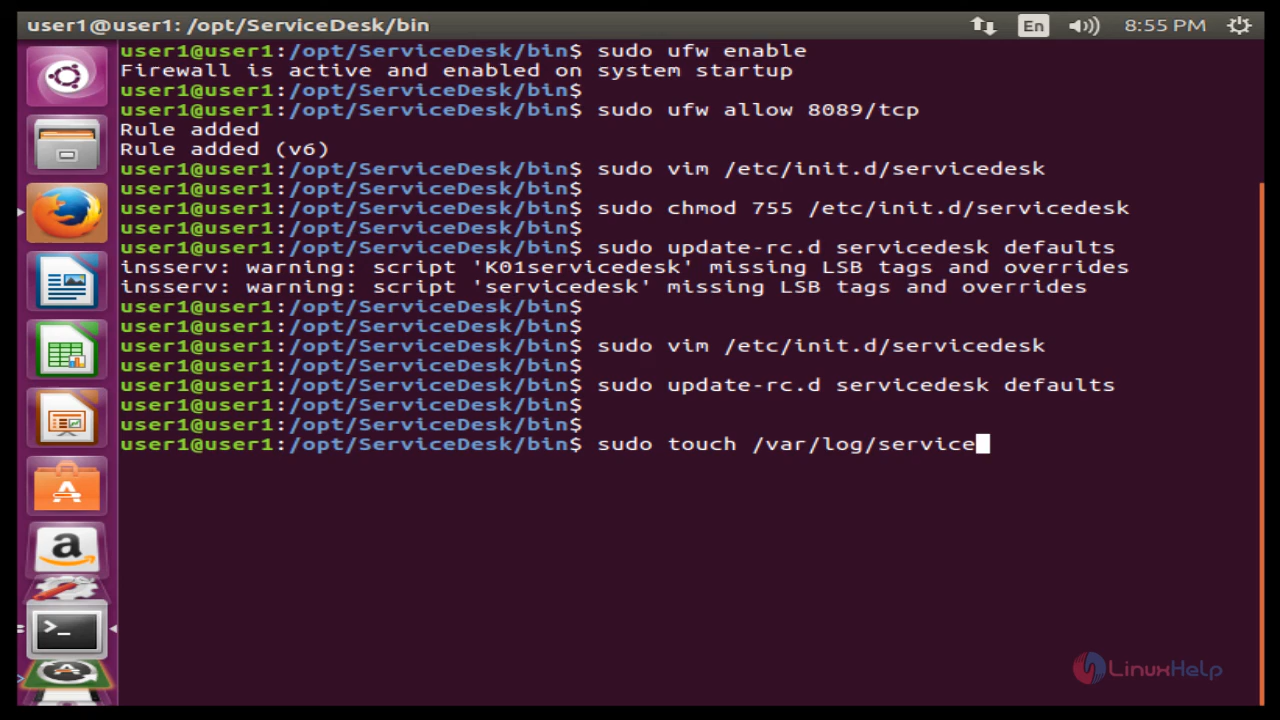 user1@user1: /opt/ServiceDesk/bin
En
8:55 PM
user1@user1:/opt/ServiceDesk/bin$ sudo ufw enable
Firewall is active and enabled on system startup
user1@user1:/opt/ServiceDesk/bin$
user1@user1:/opt/ServiceDesk/bin$ sudo ufw allow 8089/tcp
Rule added
Rule added (v6)
user1@user1:/opt/ServiceDesk/bin$ sudo vim /etc/init.d/servicedesk
user1@user1:/opt/ServiceDesk/bin$
user1@user1:/opt/ServiceDesk/bin$ sudo chmod 755 /etc/init.d/servicedesk
user1@user1:/opt/ServiceDesk/bin$
user1@user1:/opt/ServiceDesk/bin$ sudo update-rc.d servicedesk defaults
insserv: warning: script 'K01servicedesk' missing LSB tags and overrides
insserv: warning: script 'servicedesk' missing LSB tags and overrides
user1@user1:/opt/ServiceDesk/bin$
user1@user1:/opt/ServiceDesk/bin$
user1@user1:/opt/ServiceDesk/bin$ sudo vim /etc/init.d/servicedesk
user1@user1:/opt/ServiceDesk/bin$
user1@user1:/opt/ServiceDesk/bin$ sudo update-rc.d servicedesk defaults
user1@user1:/opt/ServiceDesk/bin$
user1@user1:/opt/ServiceDesk/bin$
user1@user1:/opt/ServiceDesk/bin$ sudo touch /var/log/service
LinuxHelp